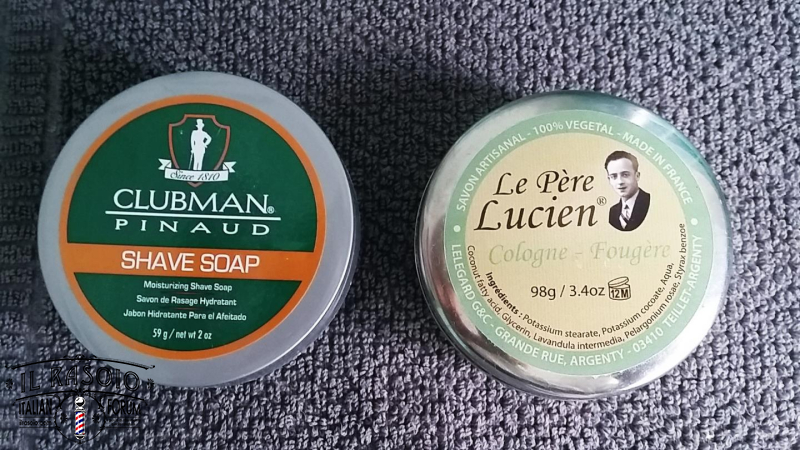 Since 1810
CLUBMAN®
PINAUD
SHAVE SOAP
Moisturizing Shave Soap
Savon de Rasage Hydratant
Jabon Hidratante Para el Afeitado
59 g / net wt 2 oz
SAVON ARTISANAL - 100% VEGETAL - MADE IN FRANCE
Le Père
Lucien®
Cologne - Fougère
98g / 3.4oz 12M
Ingrédients : Potassium stearate, Potassium cocoate, Aqua,
Coconut fatty acid, Glycerin, Lavandula intermedia, Pelargonium rosae, Styrax benzoe
LELEGARD G&C - GRANDE RUE, ARGENTY - 03410 TEILLET-ARGENTY
IL RASOIO
ITALIAN FORUM